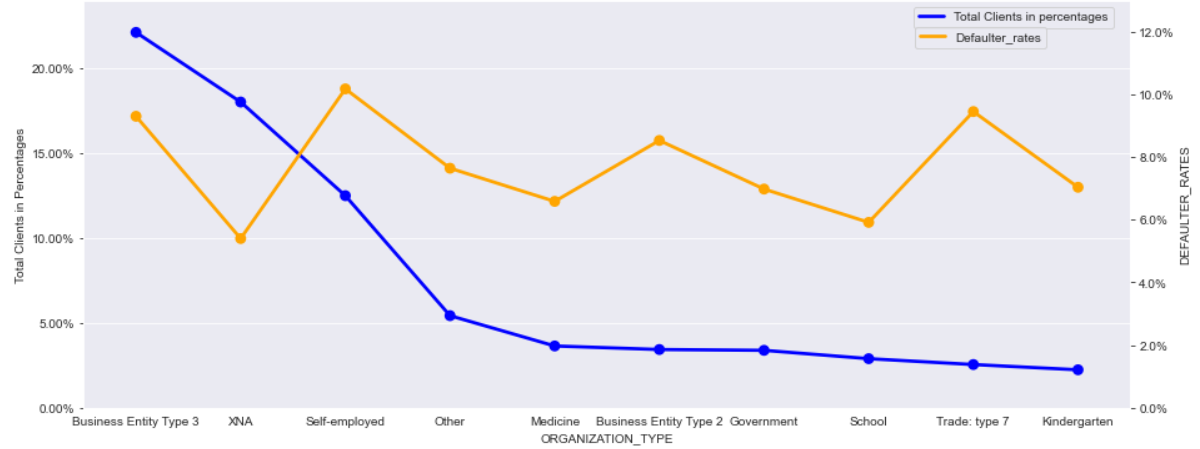 Total Clients in percentages
Defaulter_rates
Total Clients in Percentages
20.00%
15.00%
10.00%
5.00%
0.00%
12.0%
10.0%
8.0%
6.0%
4.0%
2.0%
0.0%
DEFAULTER_RATES
Business Entity Type 3 XNA Self-employed Other Medicine Business Entity Type 2 Government School Trade: type 7 Kindergarten
ORGANIZATION_TYPE